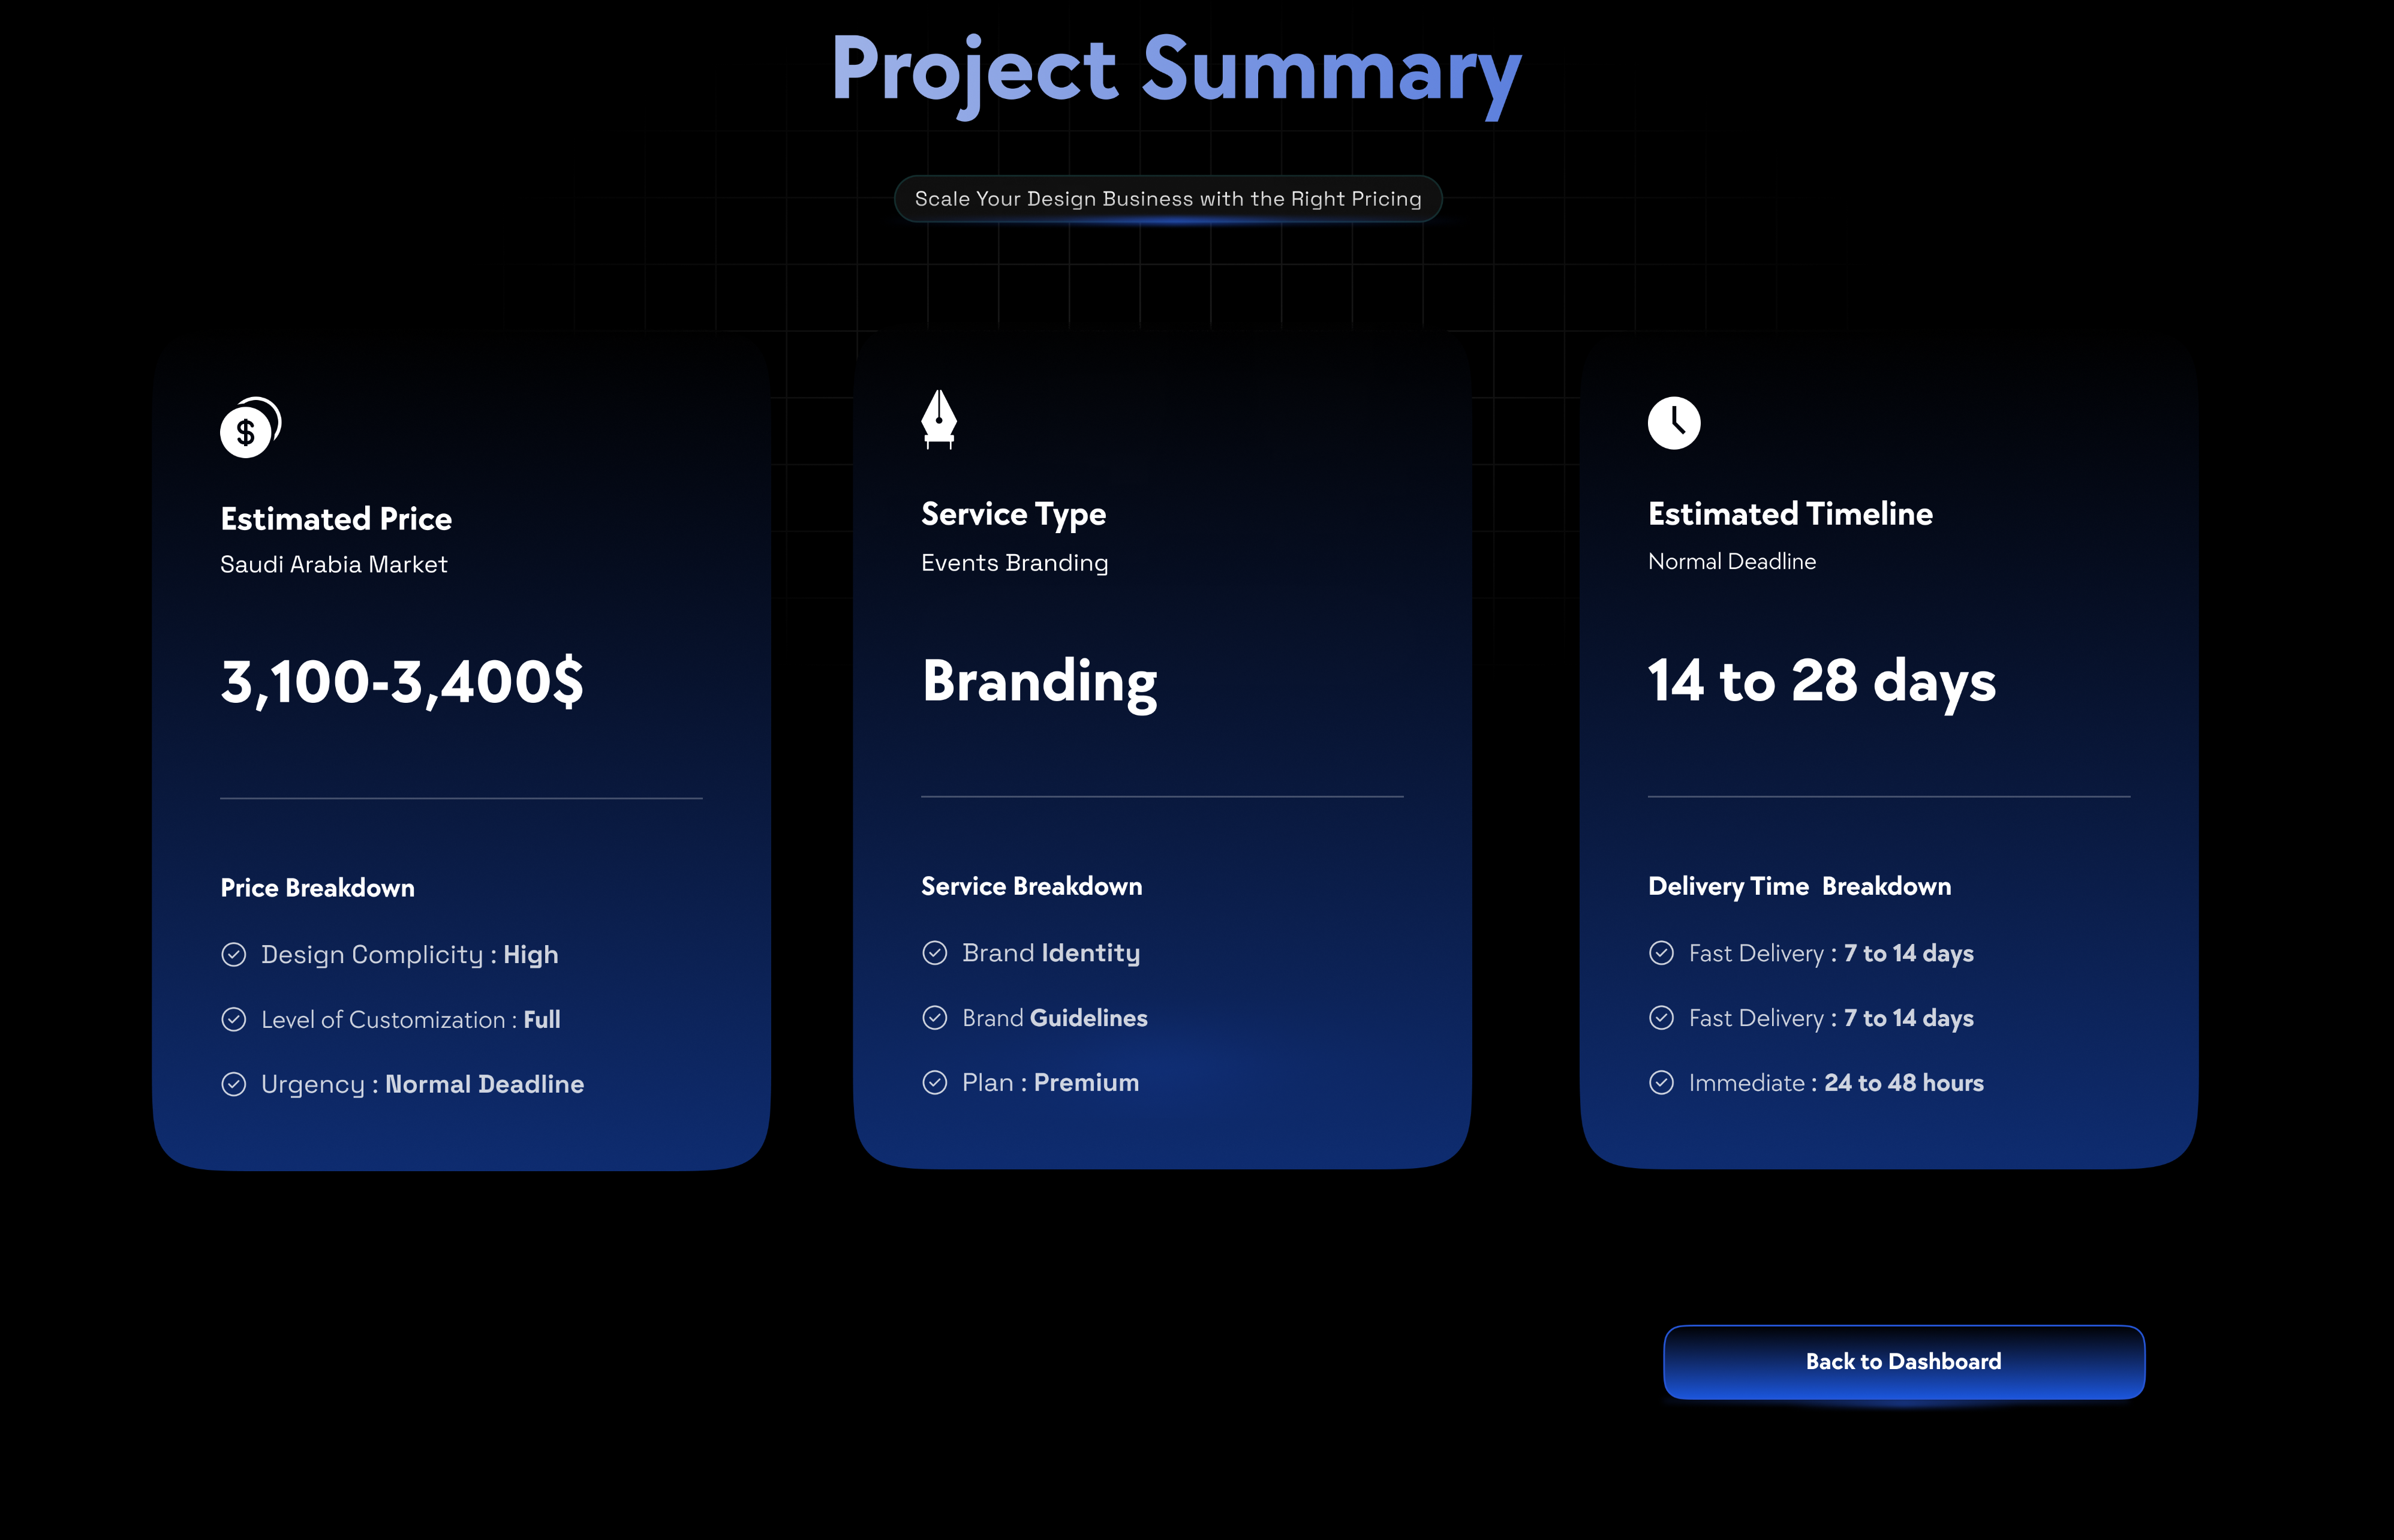 Project Summary
Scale Your Design Business with the Right Pricing
$
Estimated Price
Saudi Arabia Market
3,100-3,400$
Price Breakdown
Design Complicity : High
Level of Customization : Full
Urgency : Normal Deadline
Service Type
Events Branding
Branding
Service Breakdown
Brand Identity
Brand Guidelines
Plan : Premium
Estimated Timeline
Normal Deadline
14 to 28 days
Delivery Time Breakdown
Fast Delivery : 7 to 14 days
Fast Delivery : 7 to 14 days
Immediate : 24 to 48 hours
Back to Dashboard